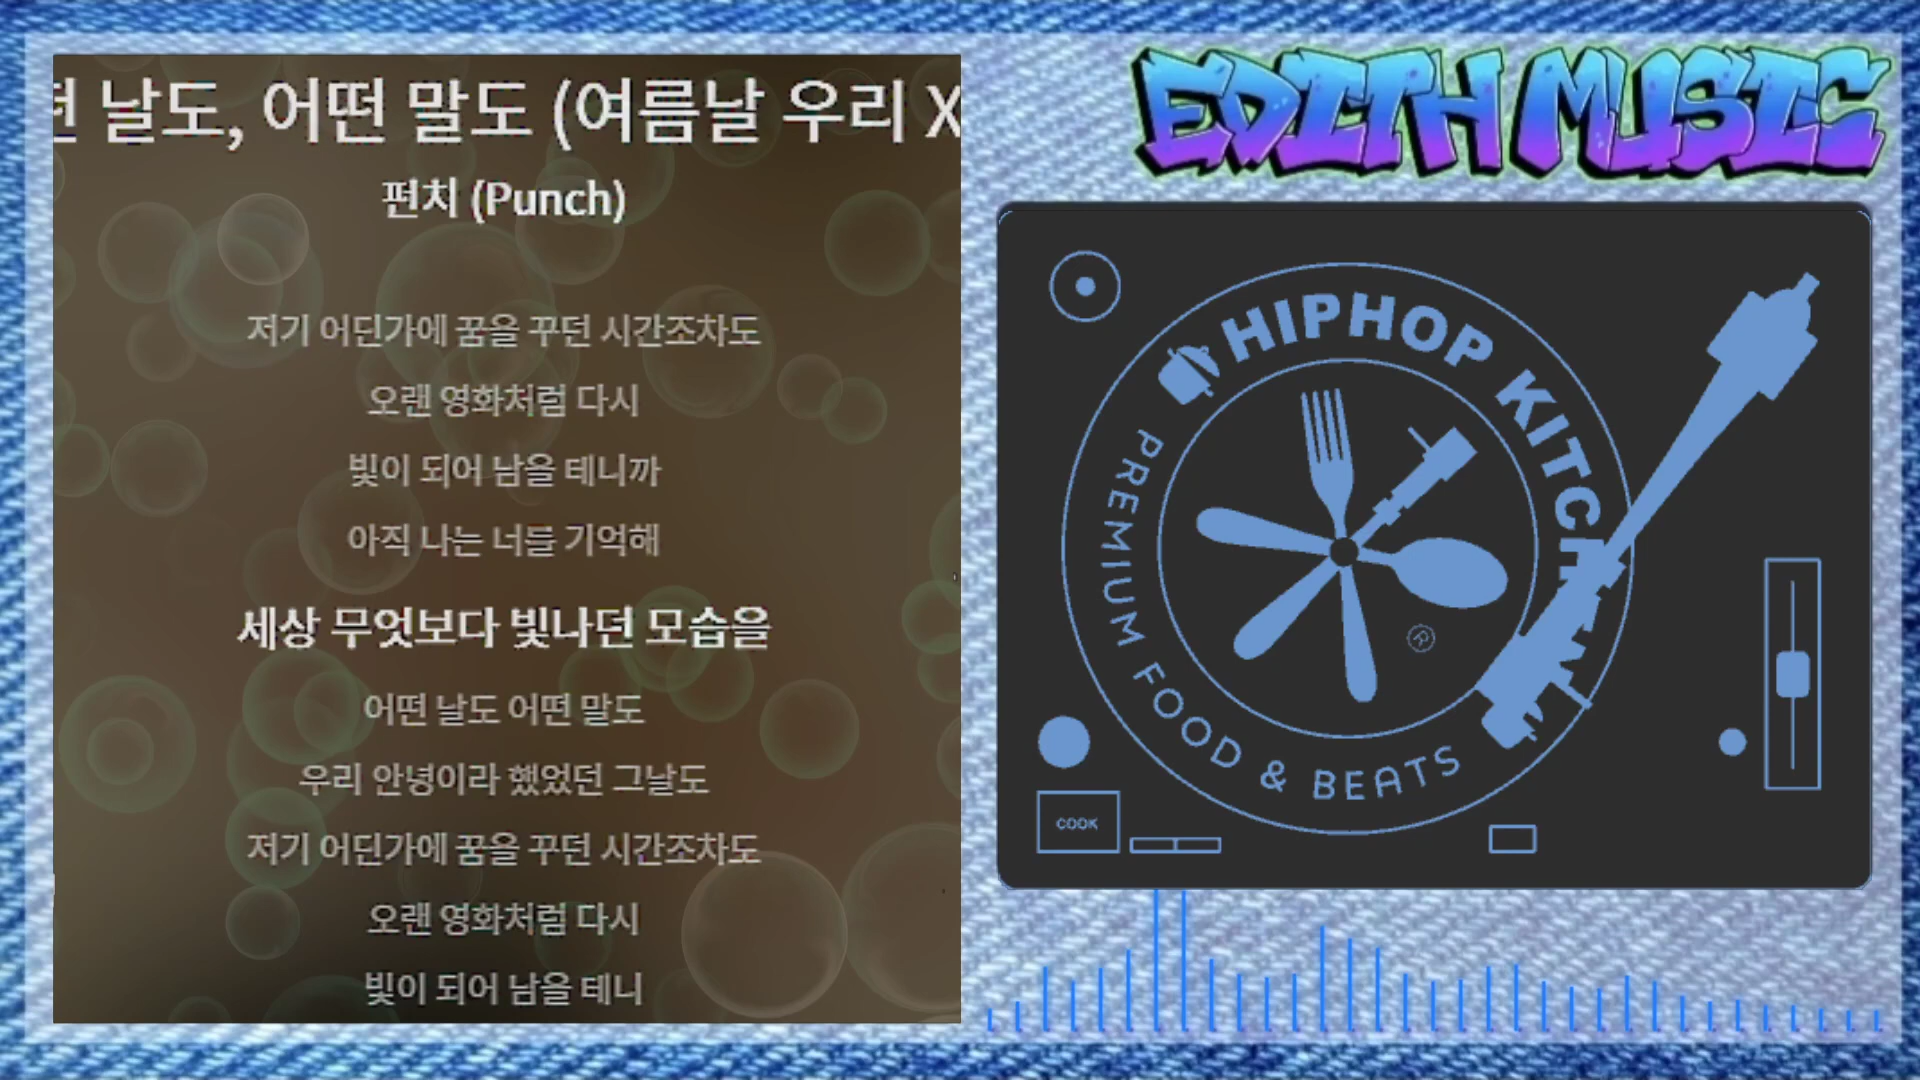 날도, 어떤 말도 (여름날 우리 X
펀치 (Punch)
저기 어딘가에 꿈을 꾸던 시간조차도
오랜 영화처럼 다시
빛이 되어 남을 테니까
아직 나는 너를 기억해
세상 무엇보다 빛나던 모습을
어떤 날도 어떤 말도
우리 안녕이라 했었던 그날도
저기 어딘가에 꿈을 꾸던 시간조차도
오랜 영화처럼 다시
빛이 되어 남을 테니
EDITH MUSIC
HIPHOP KITCHEN
PREMIUM FOOD & BEATS
®
COOK